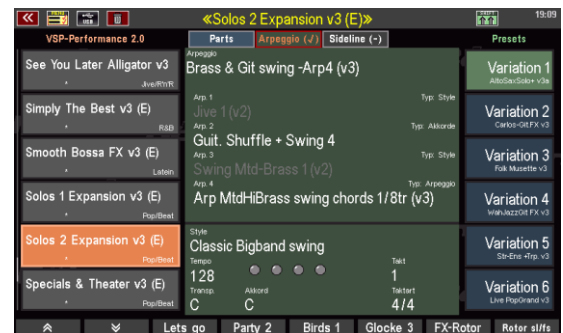 «Solos 2 Expansion v3 (E)»
19:09
VSP-Performance 2.0
Parts
Arpeggio (√)
Sideline (-)
Presets
See You Later Alligator v3
*
Jive/R'n'R
Simply The Best v3 (E)
*
R&B
Smooth Bossa FX v3 (E)
*
Latein
Solos 1 Expansion v3 (E)
*
Pop/Beat
Solos 2 Expansion v3 (E)
*
Pop/Beat
Specials & Theater v3 (E)
*
Pop/Beat
Arpeggio
Brass & Git swing -Arp4 (v3)
Arp. 1
Typ: Style
Jive 1 (v2)
Arp. 2
Typ: Akkorde
Guit. Shuffle + Swing 4
Arp. 3
Typ: Style
Swing Mtd-Brass 1 (v2)
Arp. 4
Typ: Arpeggio
Arp MtdHiBrass swing chords 1/8tr (v3)
Style
Classic Bigband swing
Tempo
Takt
128
1
Transp.
Akkord
Taktart
C
C
4/4
Variation 1
AltoSaxSolo+ v3a
Variation 2
Carlos-Git.FX v3
Variation 3
Folk Musette v3
Variation 4
WahJazzGit FX v3
Variation 5
Str-Ens +Trp. v3
Variation 6
Live PopGrand v3
Lets go
Party 2
Birds 1
Glocke 3
FX-Rotor
Rotor sl/fs